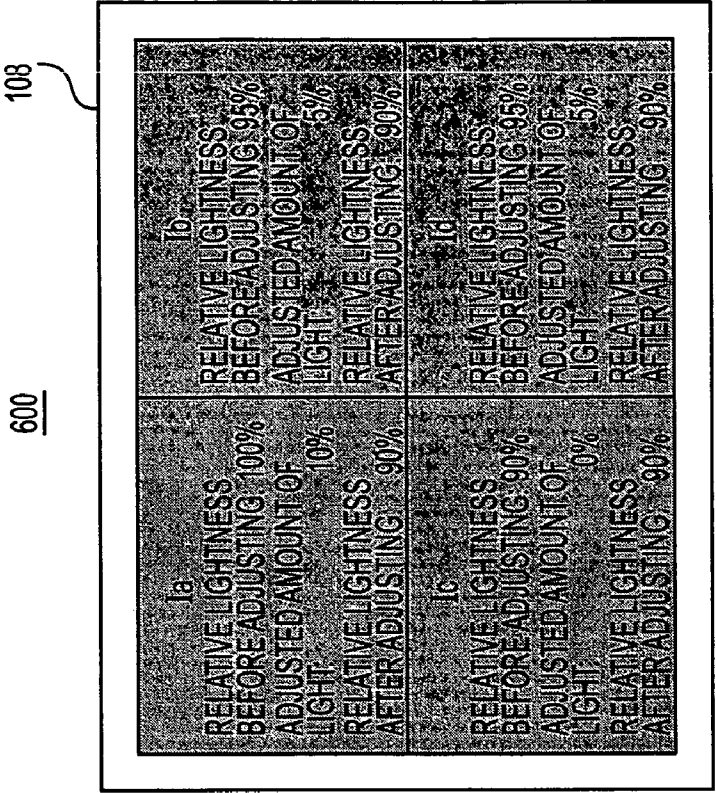 600
108
Ia
RELATIVE LIGHTNESS
BEFORE ADJUSTING 100%
ADJUSTED AMOUNT OF
LIGHT 10%
RELATIVE LIGHTNESS
AFTER ADJUSTING 90%
Ib
RELATIVE LIGHTNESS
BEFORE ADJUSTING 95%
ADJUSTED AMOUNT OF
LIGHT 5%
RELATIVE LIGHTNESS
AFTER ADJUSTING 90%
Ic
RELATIVE LIGHTNESS
BEFORE ADJUSTING 90%
ADJUSTED AMOUNT OF
LIGHT 0%
RELATIVE LIGHTNESS
AFTER ADJUSTING 90%
Id
RELATIVE LIGHTNESS
BEFORE ADJUSTING 95%
ADJUSTED AMOUNT OF
LIGHT 5%
RELATIVE LIGHTNESS
AFTER ADJUSTING 90%